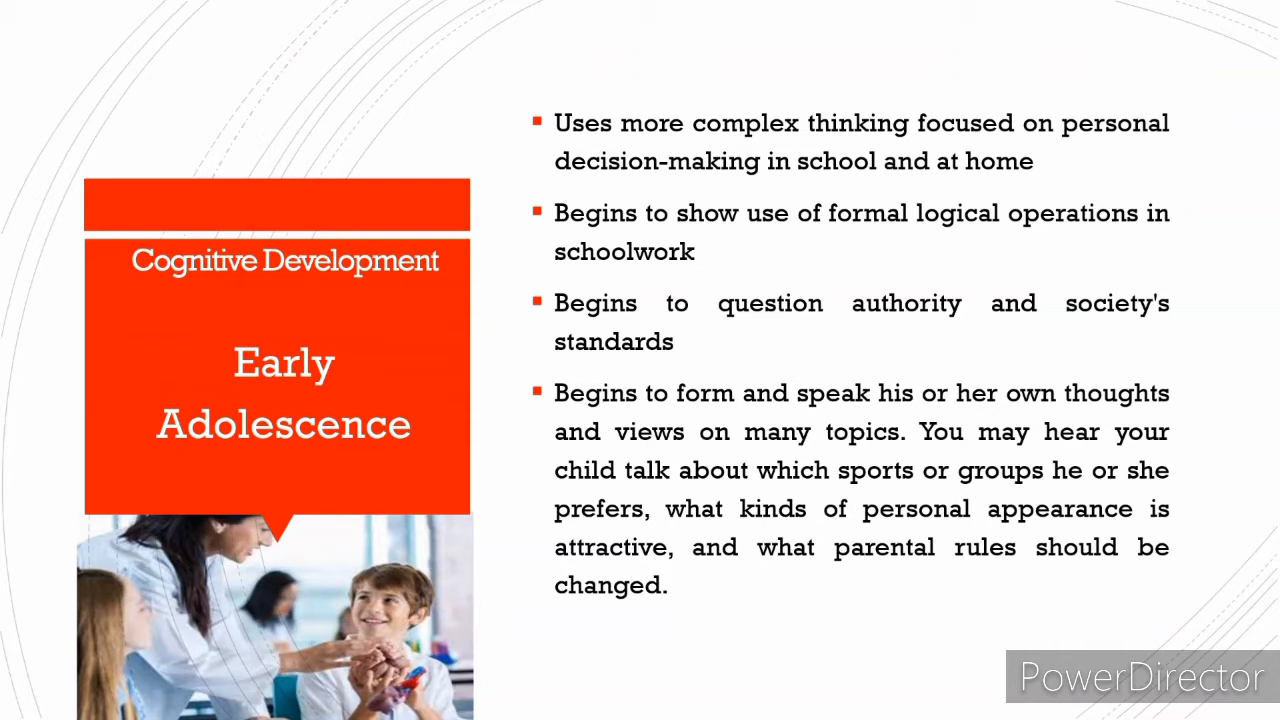 Cognitive Development
Early
Adolescence
Uses more complex thinking focused on personal
decision-making in school and at home
Begins to show use of formal logical operations in
schoolwork
Begins to question authority and society's
standards
Begins to form and speak his or her own thoughts
and views on many topics. You may hear your
child talk about which sports or groups he or she
prefers, what kinds of personal appearance is
attractive, and what parental rules should be
changed.
PowerDirector